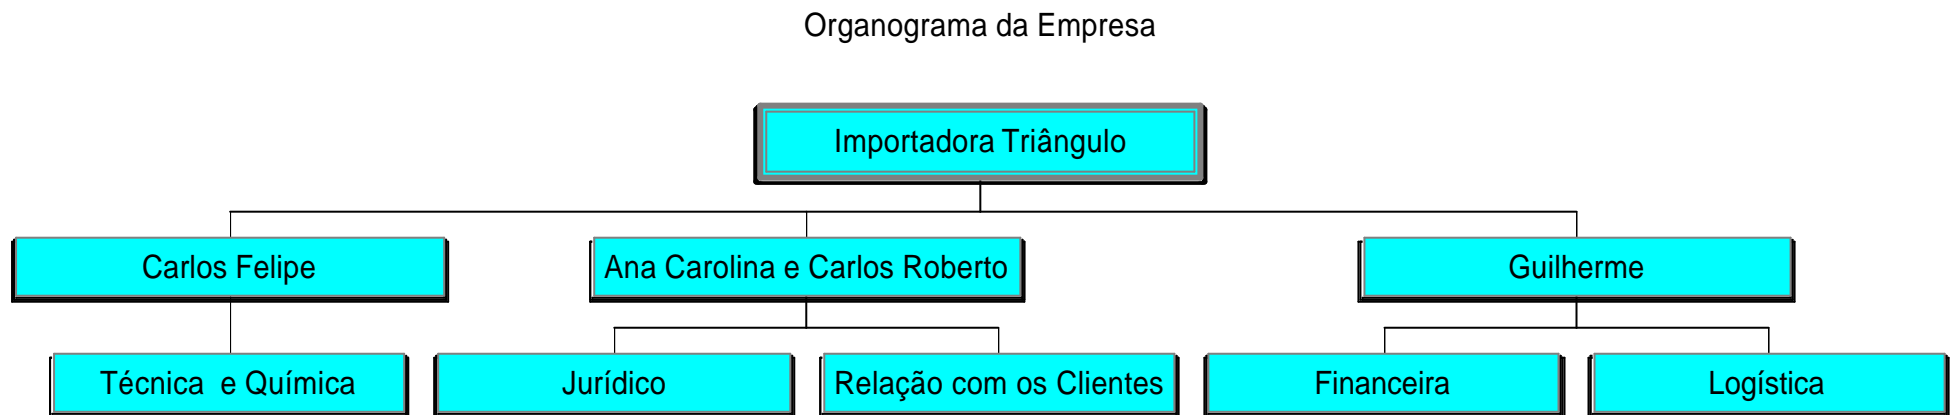 Organograma da Empresa
Importadora Triângulo
Carlos Felipe
Ana Carolina e Carlos Roberto
Guilherme
Técnica e Química
Jurídico
Relação com os Clientes
Financeira
Logística